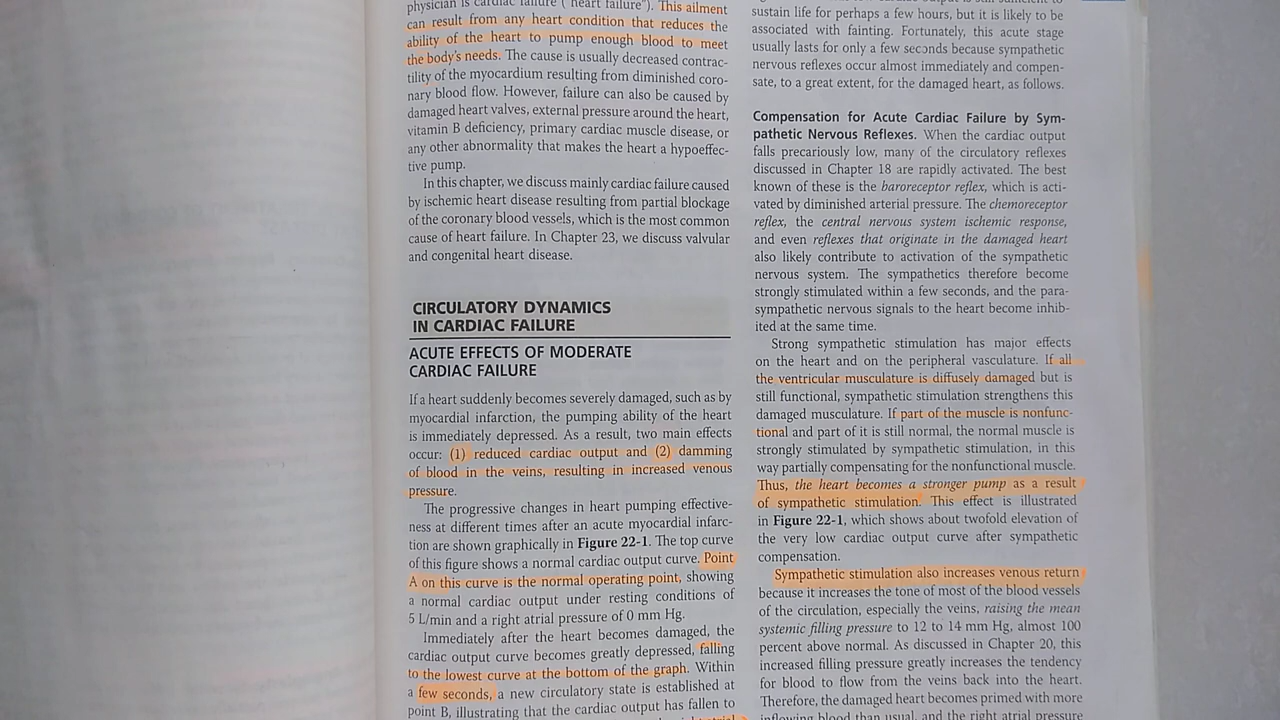 physician is cardiac failure ("heart failure"). This ailment
can result from any heart condition that reduces the
ability of the heart to pump enough blood to meet
the body's needs. The cause is usually decreased contrac-
tility of the myocardium resulting from diminished coro-
nary blood flow. However, failure can also be caused by
damaged heart valves, external pressure around the heart,
vitamin B deficiency, primary cardiac muscle disease, or
any other abnormality that makes the heart a hypoeffec-
tive pump.
In this chapter, we discuss mainly cardiac failure caused
by ischemic heart disease resulting from partial blockage
of the coronary blood vessels, which is the most common
cause of heart failure. In Chapter 23, we discuss valvular
and congenital heart disease.
CIRCULATORY DYNAMICS
IN CARDIAC FAILURE
ACUTE EFFECTS OF MODERATE
CARDIAC FAILURE
If a heart suddenly becomes severely damaged, such as by
myocardial infarction, the pumping ability of the heart
is immediately depressed. As a result, two main effects
occur: (1) reduced cardiac output and (2) damming
of blood in the veins, resulting in increased venous
pressure.
The progressive changes in heart pumping effective-
ness at different times after an acute myocardial infarc-
tion are shown graphically in Figure 22-1. The top curve
of this figure shows a normal cardiac output curve. Point
A on this curve is the normal operating point, showing
a normal cardiac output under resting conditions of
5 L/min and a right atrial pressure of 0 mm Hg.
Immediately after the heart becomes damaged, the
cardiac output curve becomes greatly depressed, falling
to the lowest curve at the bottom of the graph. Within
a few seconds, a new circulatory state is established at
point B, illustrating that the cardiac output has fallen to
sustain life for perhaps a few hours, but it is likely to be
associated with fainting. Fortunately, this acute stage
usually lasts for only a few seconds because sympathetic
nervous reflexes occur almost immediately and compen-
sate, to a great extent, for the damaged heart, as follows.
Compensation for Acute Cardiac Failure by Sym-
pathetic Nervous Reflexes. When the cardiac output
falls precariously low, many of the circulatory reflexes
discussed in Chapter 18 are rapidly activated. The best
known of these is the baroreceptor reflex, which is acti-
vated by diminished arterial pressure. The chemoreceptor
reflex, the central nervous system ischemic response,
and even reflexes that originate in the damaged heart
also likely contribute to activation of the sympathetic
nervous system. The sympathetics therefore become
strongly stimulated within a few seconds, and the para-
sympathetic nervous signals to the heart become inhib-
ited at the same time.
Strong sympathetic stimulation has major effects
on the heart and on the peripheral vasculature. If all
the ventricular musculature is diffusely damaged but is
still functional, sympathetic stimulation strengthens this
damaged musculature. If part of the muscle is nonfunc-
tional and part of it is still normal, the normal muscle is
strongly stimulated by sympathetic stimulation, in this
way partially compensating for the nonfunctional muscle.
Thus, the heart becomes a stronger pump as a result
of sympathetic stimulation. This effect is illustrated
in Figure 22-1, which shows about twofold elevation of
the very low cardiac output curve after sympathetic
compensation.
Sympathetic stimulation also increases venous return
because it increases the tone of most of the blood vessels
of the circulation, especially the veins, raising the mean
systemic filling pressure to 12 to 14 mm Hg, almost 100
percent above normal. As discussed in Chapter 20, this
increased filling pressure greatly increases the tendency
for blood to flow from the veins back into the heart.
Therefore, the damaged heart becomes primed with more
inflowing blood than usual, and the right atrial pressure